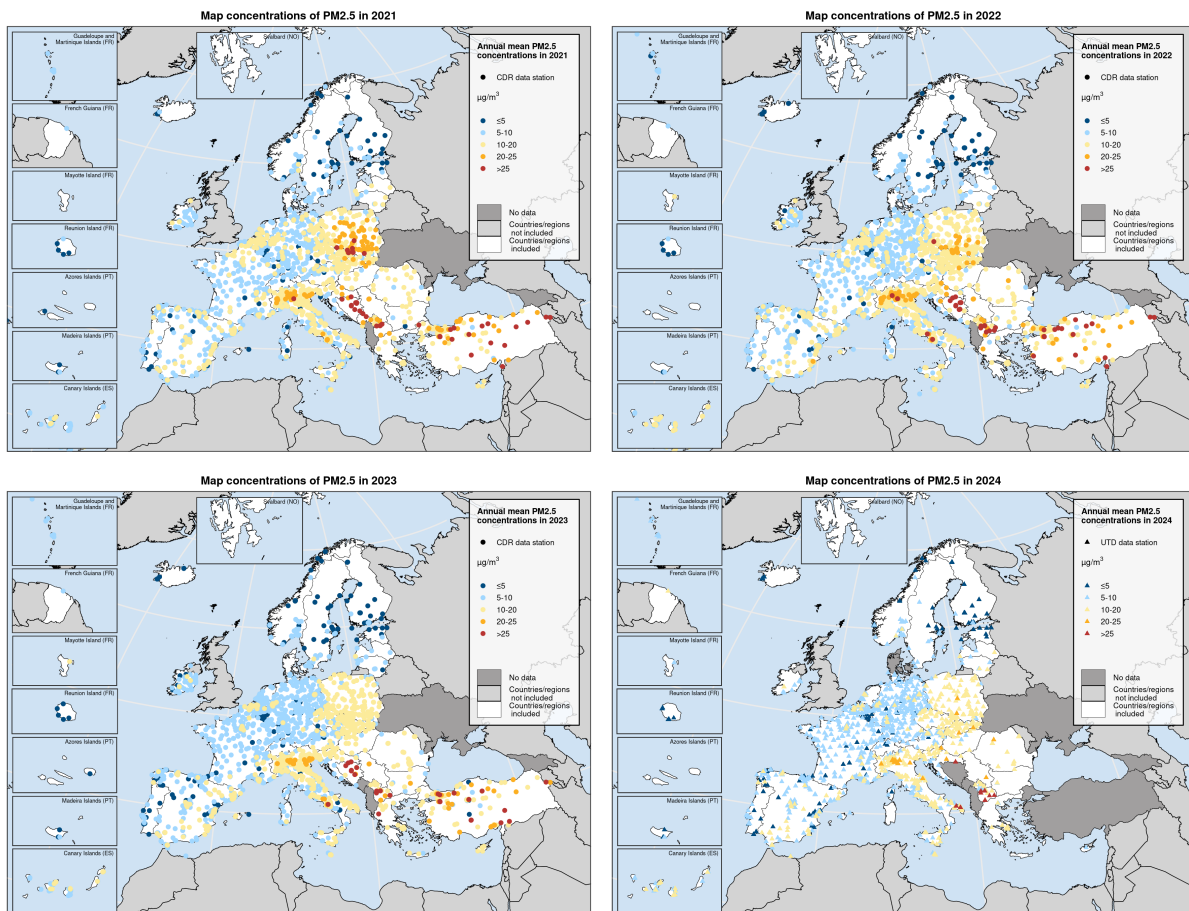 Map concentrations of PM2.5 in 2021
Guadeloupe and
Martinique Islands (FR)
French Guiana (FR)
Mayotte Island (FR)
Reunion Island (FR)
Azores Islands (PT)
Madeira Islands (PT)
Canary Islands (ES)
Svalbard (NO)
Annual mean PM2.5
concentrations in 2021
CDR data station
µg/m³
≤5
5-10
10-20
20-25
>25
No data
Countries/regions
not included
Countries/regions
included
Map concentrations of PM2.5 in 2022
Guadeloupe and
Martinique Islands (FR)
French Guiana (FR)
Mayotte Island (FR)
Reunion Island (FR)
Azores Islands (PT)
Madeira Islands (PT)
Canary Islands (ES)
Svalbard (NO)
Annual mean PM2.5
concentrations in 2022
CDR data station
µg/m³
≤5
5-10
10-20
20-25
>25
No data
Countries/regions
not included
Countries/regions
included
Map concentrations of PM2.5 in 2023
Guadeloupe and
Martinique Islands (FR)
French Guiana (FR)
Mayotte Island (FR)
Reunion Island (FR)
Azores Islands (PT)
Madeira Islands (PT)
Canary Islands (ES)
Svalbard (NO)
Annual mean PM2.5
concentrations in 2023
CDR data station
µg/m³
≤5
5-10
10-20
20-25
>25
No data
Countries/regions
not included
Countries/regions
included
Map concentrations of PM2.5 in 2024
Guadeloupe and
Martinique Islands (FR)
French Guiana (FR)
Mayotte Island (FR)
Reunion Island (FR)
Azores Islands (PT)
Madeira Islands (PT)
Canary Islands (ES)
Svalbard (NO)
Annual mean PM2.5
concentrations in 2024
UTD data station
µg/m³
≤5
5-10
10-20
20-25
>25
No data
Countries/regions
not included
Countries/regions
included